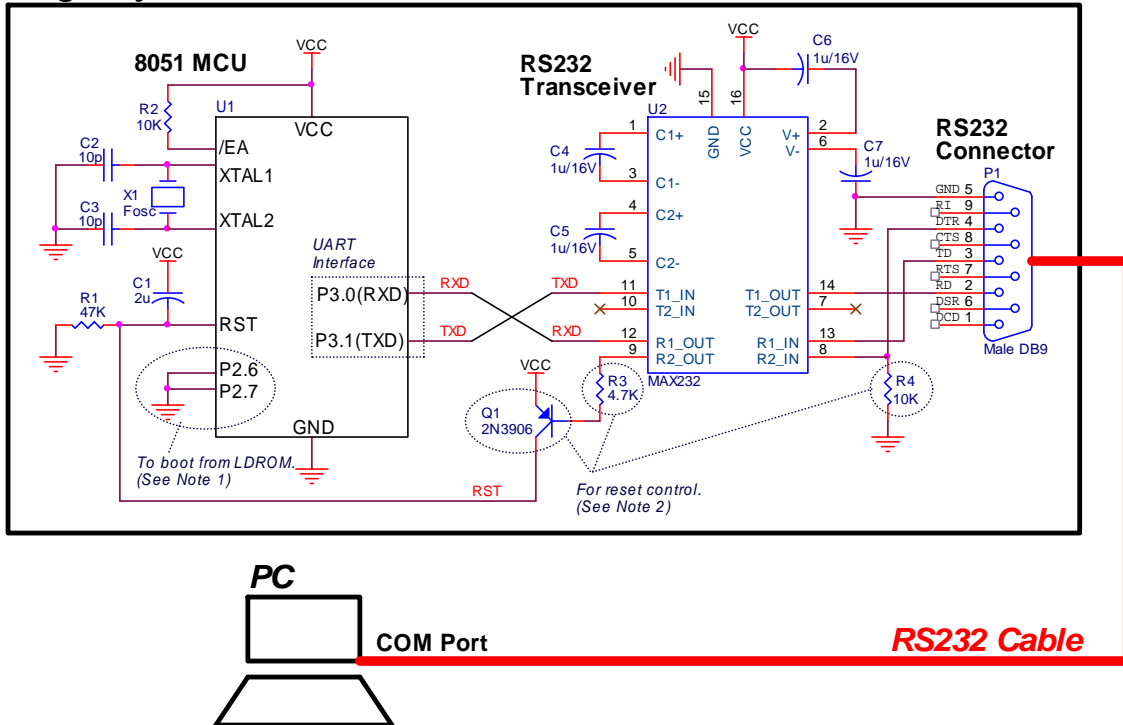 8051 MCU
VCC
R2
10K
U1
VCC
/EA
XTAL1
XTAL2
C2
10p
X1
Fosc
C3
10p
VCC
C1
2u
R1
47K
RST
P2.6
P2.7
GND
UART
Interface
P3.0(RXD)
P3.1(TXD)
RXD
TXD
TXD
RXD
To boot from LDROM.
(See Note 1)
RST
VCC
Q1
2N3906
R3
4.7K
For reset control.
(See Note 2)
RS232
Transceiver
U2
VCC
C6
1u/16V
15
16
GND
VCC
1
C1+
C4
1u/16V
3
C1-
4
C2+
C5
1u/16V
5
C2-
11
T1_IN
10
T2_IN
12
R1_OUT
9
R2_OUT
MAX232
V+
2
V-
6
C7
1u/16V
T1_OUT
14
T2_OUT
7
R1_IN
13
R2_IN
8
R4
10K
RS232
Connector
P1
GND 5
RI 9
DTR 4
CTS 8
TD 3
RTS 7
RD 2
DSR 6
DCD 1
Male DB9
PC
COM Port
RS232 Cable